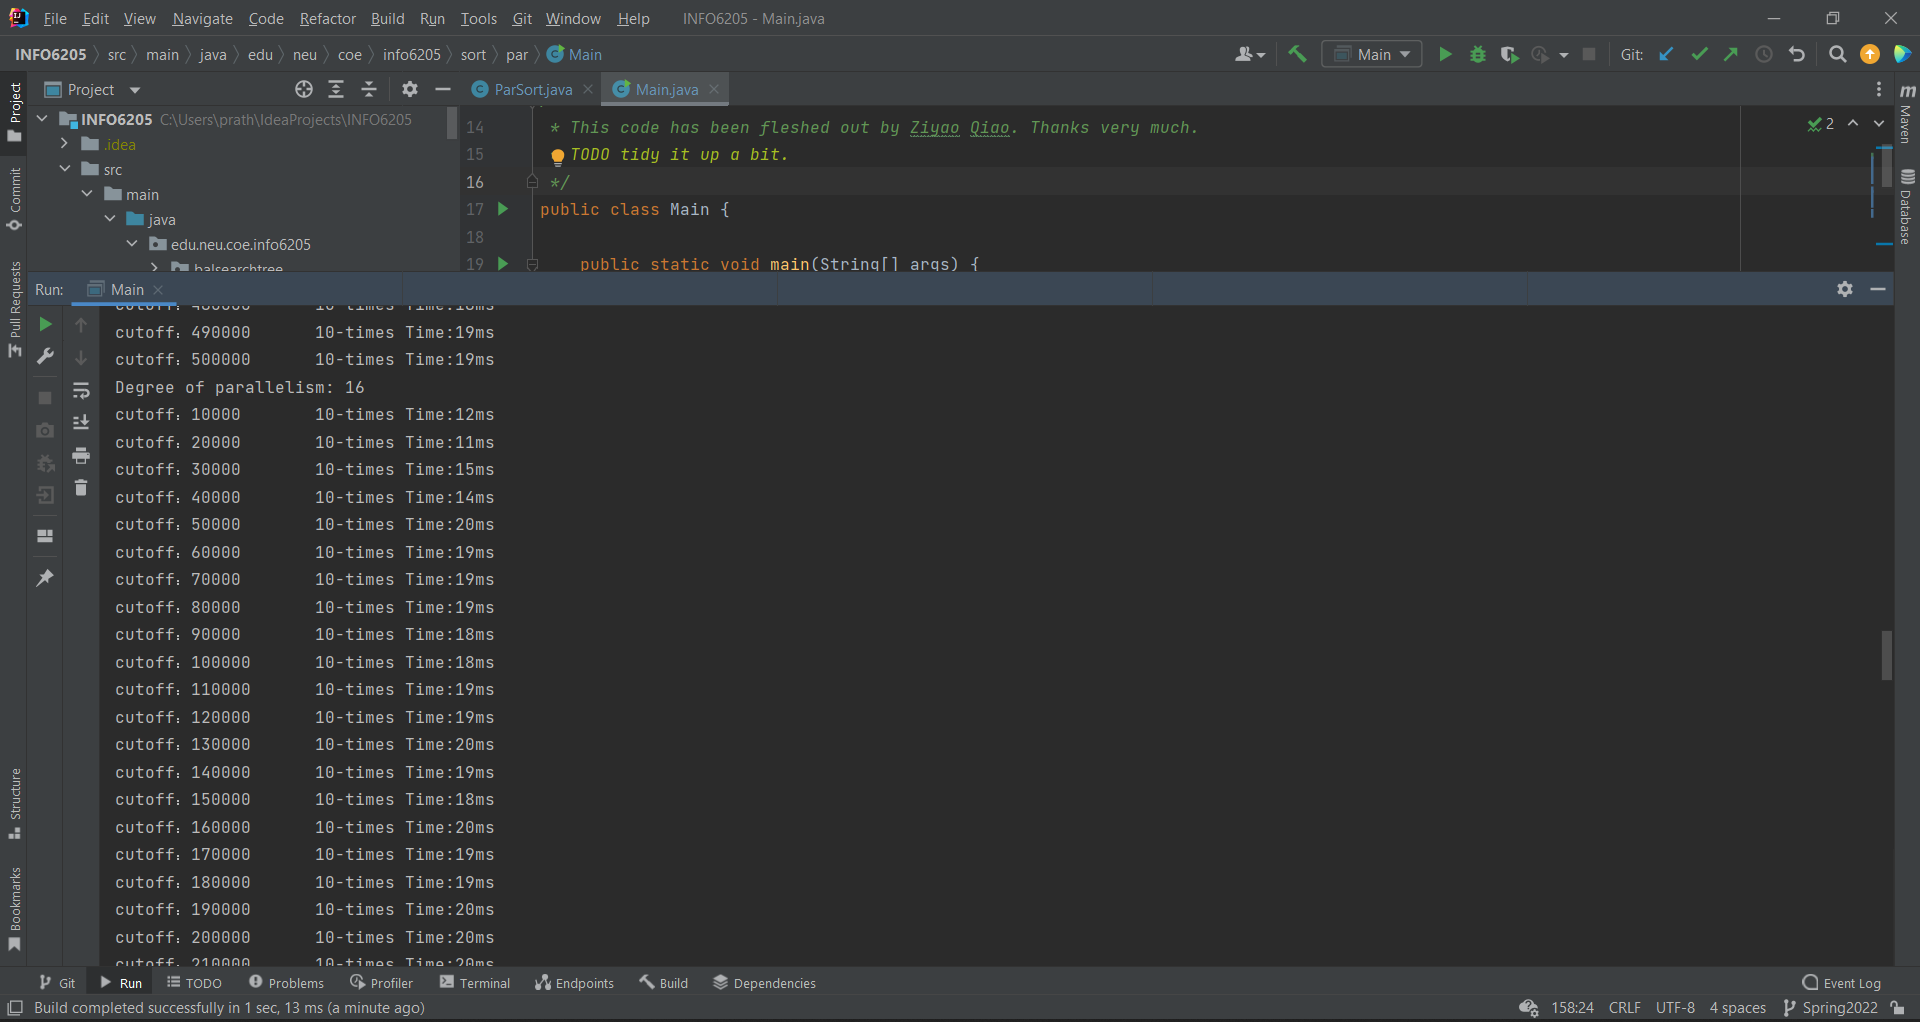 File Edit View Navigate Code Refactor Build Run Tools Git Window Help INFO6205 - Main.java
INFO6205 src main java edu neu coe info6205 sort par Main
Main Git:
Project
ParSort.java Main.java
INFO6205 C:\Users\prath\IdeaProjects\INFO6205
.idea
src
main
java
edu.neu.coe.info6205
balsearchtree
14 * This code has been fleshed out by Ziyao Qiao. Thanks very much.
15 TODO tidy it up a bit.
16 */
17 public class Main {
18
19 public static void main(String[] args) {
2
Project
Commit
Pull Requests
Structure
Bookmarks
Maven
Database
Run: Main
cutoff: 480000 10-times Time:18ms
cutoff: 490000 10-times Time:19ms
cutoff: 500000 10-times Time:19ms
Degree of parallelism: 16
cutoff: 10000 10-times Time:12ms
cutoff: 20000 10-times Time:11ms
cutoff: 30000 10-times Time:15ms
cutoff: 40000 10-times Time:14ms
cutoff: 50000 10-times Time:20ms
cutoff: 60000 10-times Time:19ms
cutoff: 70000 10-times Time:19ms
cutoff: 80000 10-times Time:19ms
cutoff: 90000 10-times Time:18ms
cutoff: 100000 10-times Time:18ms
cutoff: 110000 10-times Time:19ms
cutoff: 120000 10-times Time:19ms
cutoff: 130000 10-times Time:20ms
cutoff: 140000 10-times Time:19ms
cutoff: 150000 10-times Time:18ms
cutoff: 160000 10-times Time:20ms
cutoff: 170000 10-times Time:19ms
cutoff: 180000 10-times Time:19ms
cutoff: 190000 10-times Time:20ms
cutoff: 200000 10-times Time:20ms
cutoff: 210000 10-times Time:20ms
Git Run TODO Problems Profiler Terminal Endpoints Build Dependencies Event Log
Build completed successfully in 1 sec, 13 ms (a minute ago) 158:24 CRLF UTF-8 4 spaces Spring2022